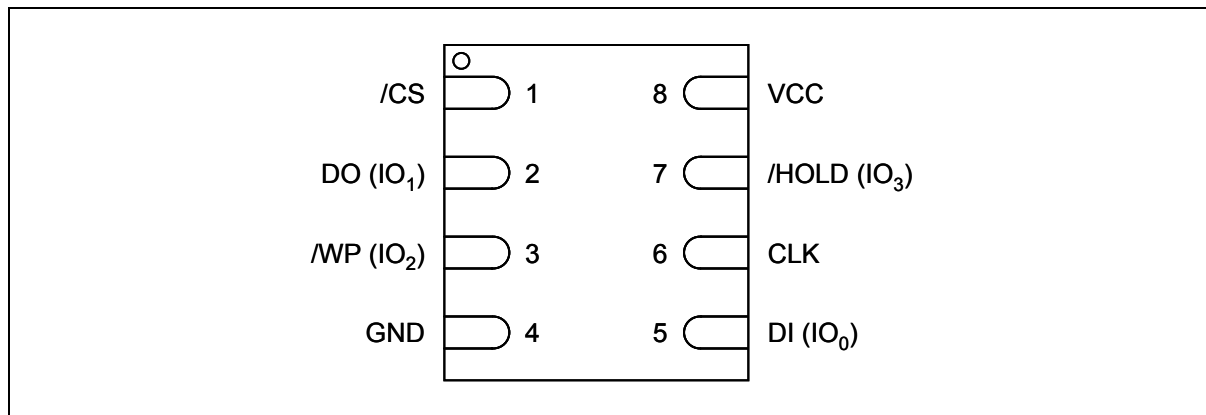 /CS 1 8 VCC
DO (IO₁) 2 7 /HOLD (IO₃)
/WP (IO₂) 3 6 CLK
GND 4 5 DI (IO₀)